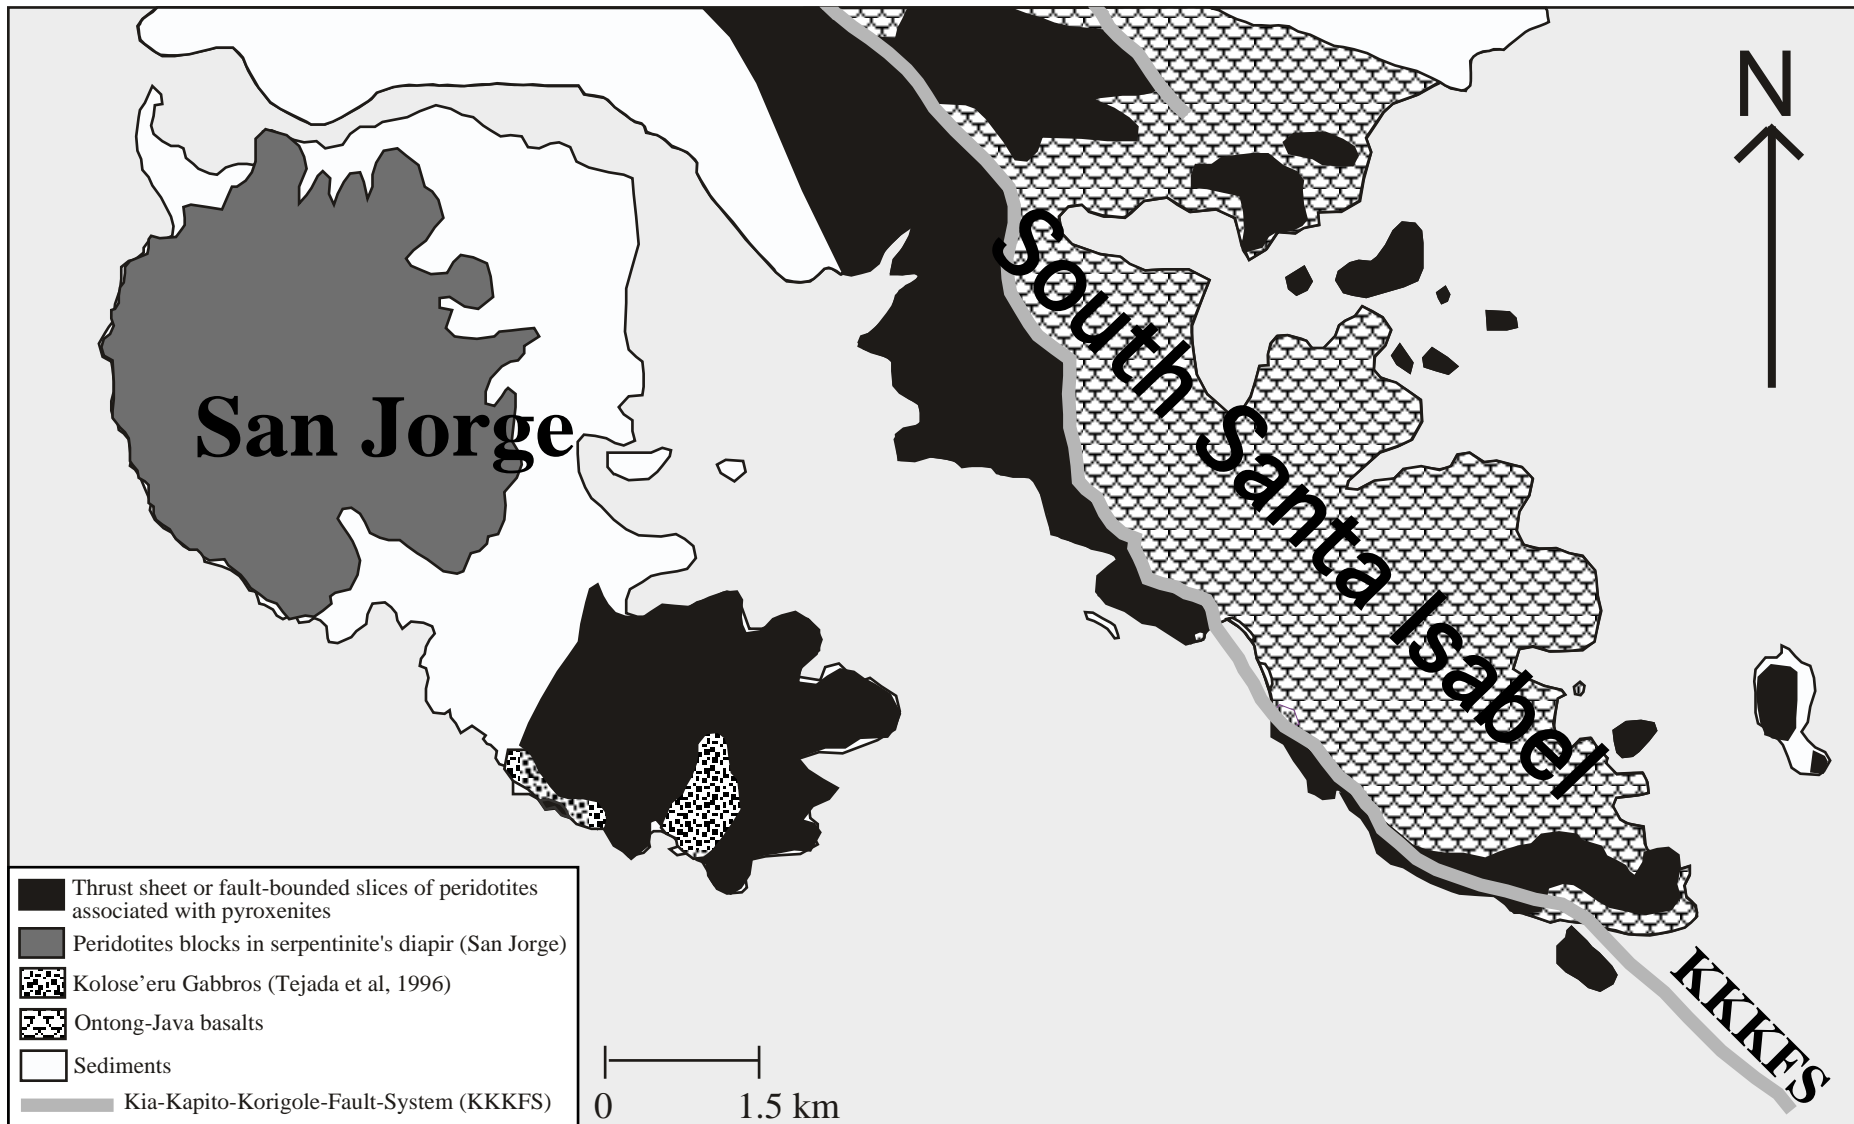 N
South Santa Isabel
San Jorge
KKKFS
Thrust sheet or fault-bounded slices of peridotites
associated with pyroxenites
Peridotites blocks in serpentinite's diapir (San Jorge)
Kolose’eru Gabbros (Tejada et al, 1996)
Ontong-Java basalts
Sediments
Kia-Kapito-Korigole-Fault-System (KKKFS)
0 1.5 km